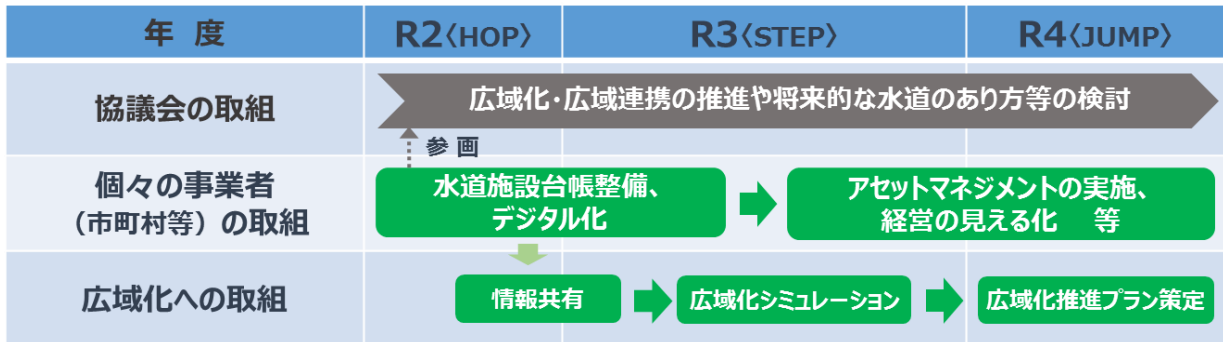 年 度
R2〈HOP〉
R3〈STEP〉
R4〈JUMP〉
協議会の取組
広域化・広域連携の推進や将来的な水道のあり方等の検討
参画
個々の事業者
（市町村等）の取組
水道施設台帳整備、
デジタル化
アセットマネジメントの実施、
経営の見える化 等
広域化への取組
情報共有
広域化シミュレーション
広域化推進プラン策定